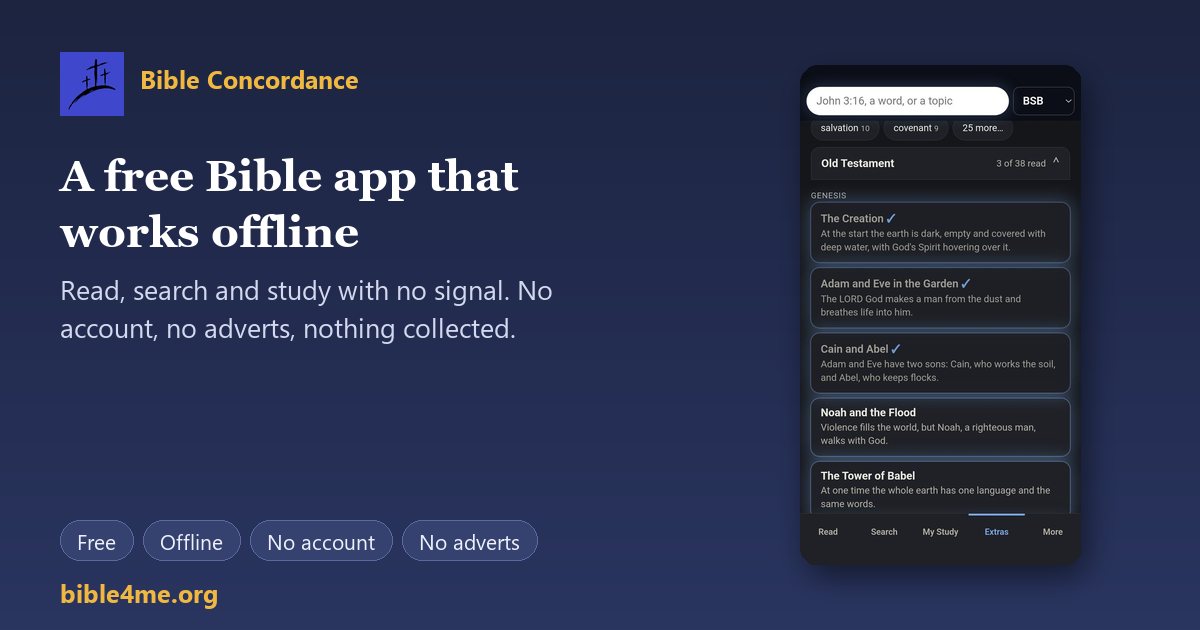 Bible Concordance
A free Bible app that
works offline
Read, search and study with no signal. No
account, no adverts, nothing collected.
Free
Offline
No account
No adverts
bible4me.org
John 3:16, a word, or a topic
BSB
salvation 10
covenant 9
25 more...
Old Testament
3 of 38 read
GENESIS
The Creation ✓
At the start the earth is dark, empty and covered with
deep water, with God's Spirit hovering over it.
Adam and Eve in the Garden ✓
The LORD God makes a man from the dust and
breathes life into him.
Cain and Abel ✓
Adam and Eve have two sons: Cain, who works the soil,
and Abel, who keeps flocks.
Noah and the Flood
Violence fills the world, but Noah, a righteous man,
walks with God.
The Tower of Babel
At one time the whole earth has one language and the
same words.
Read
Search
My Study
Extras
More